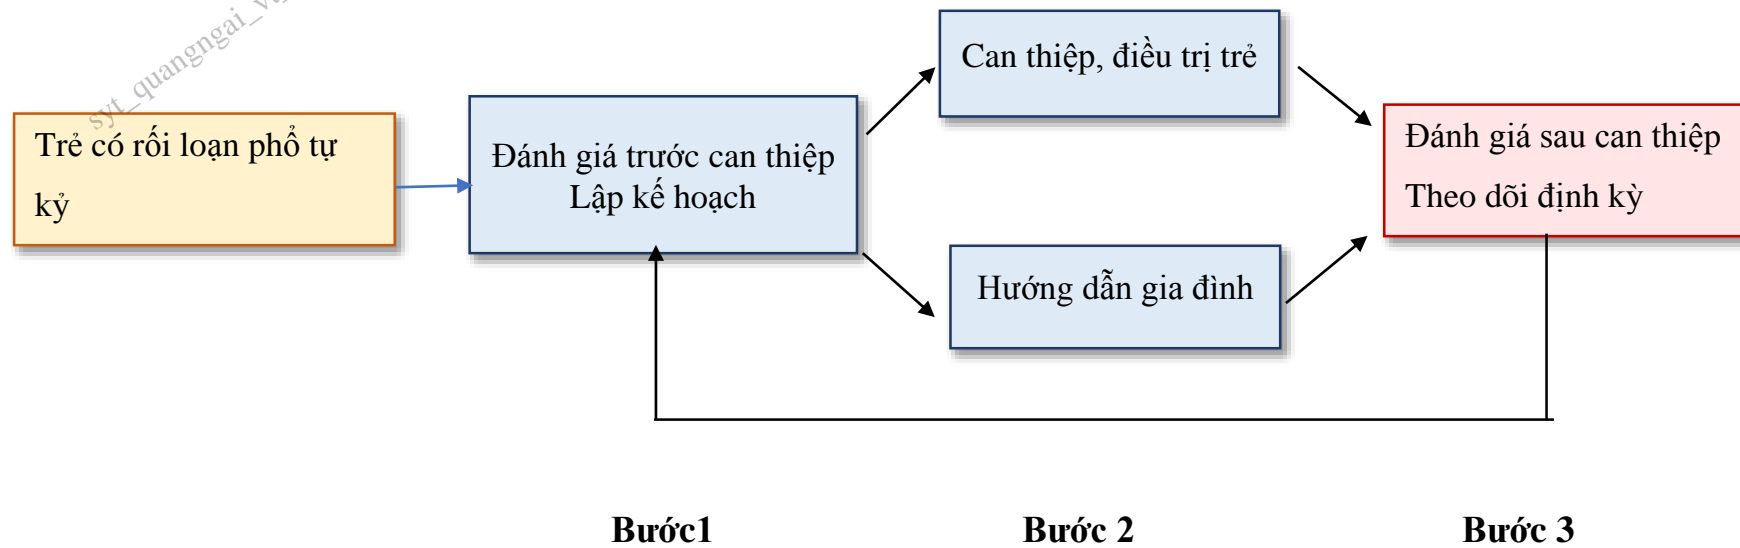 Trẻ có rối loạn phổ tự
kỷ
Đánh giá trước can thiệp
Lập kế hoạch
Can thiệp, điều trị trẻ
Hướng dẫn gia đình
Đánh giá sau can thiệp
Theo dõi định kỳ
Bước1
Bước 2
Bước 3